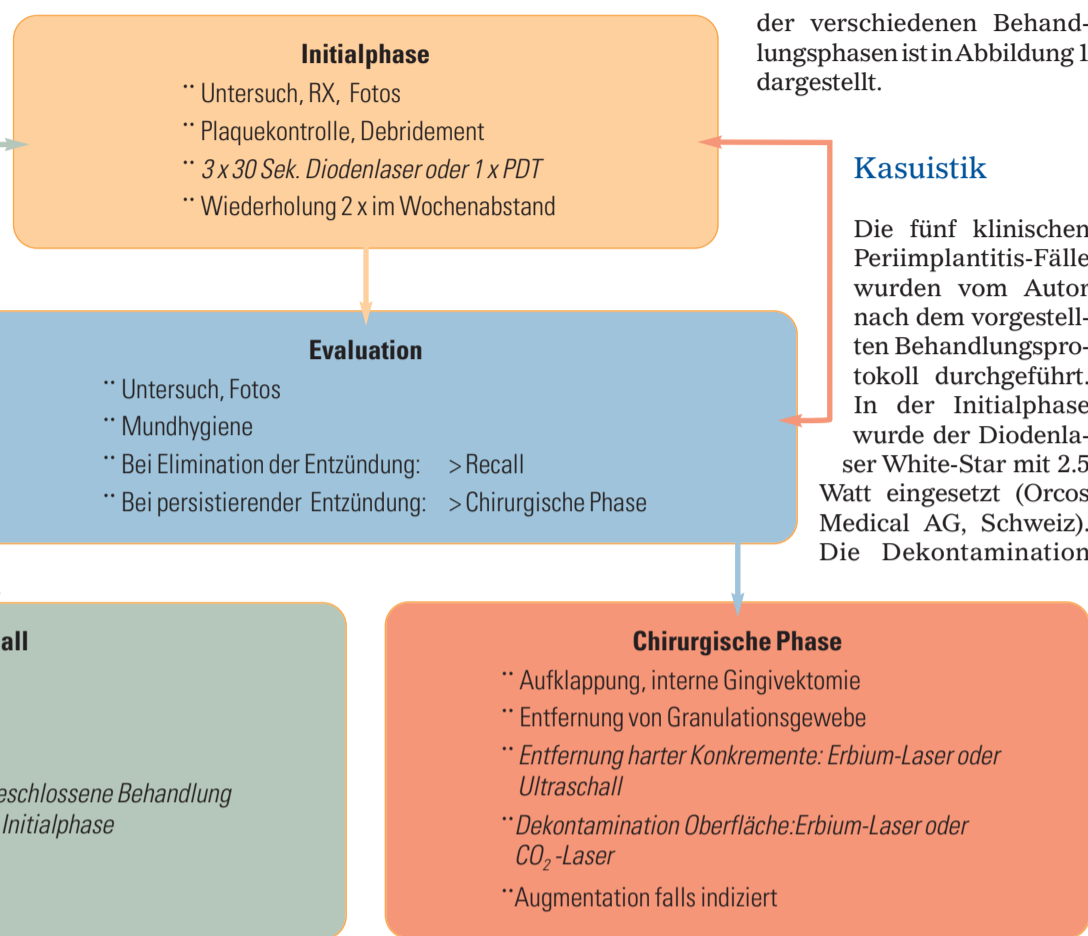 Initialphase
¨ Untersuch, RX, Fotos
¨ Plaquekontrolle, Debridement
¨ 3 x 30 Sek. Diodenlaser oder 1 x PDT
¨ Wiederholung 2 x im Wochenabstand
Evaluation
¨ Untersuch, Fotos
¨ Mundhygiene
¨ Bei Elimination der Entzündung: > Recall
¨ Bei persistierender Entzündung: > Chirurgische Phase
all
eschlossene Behandlung
Initialphase
Chirurgische Phase
¨ Aufklappung, interne Gingivektomie
¨ Entfernung von Granulationsgewebe
¨ Entfernung harter Konkremente: Erbium-Laser oder
Ultraschall
¨ Dekontamination Oberfläche:Erbium-Laser oder
CO₂ -Laser
¨Augmentation falls indiziert
der verschiedenen Behand-
lungsphasen ist in Abbildung 1
dargestellt.
Kasuistik
Die fünf klinischen
Periimplantitis-Fälle
wurden vom Autor
nach dem vorgestell-
ten Behandlungspro-
tokoll durchgeführt.
In der Initialphase
wurde der Diodenla-
ser White-Star mit 2.5
Watt eingesetzt (Orcos
Medical AG, Schweiz).
Die Dekontamination